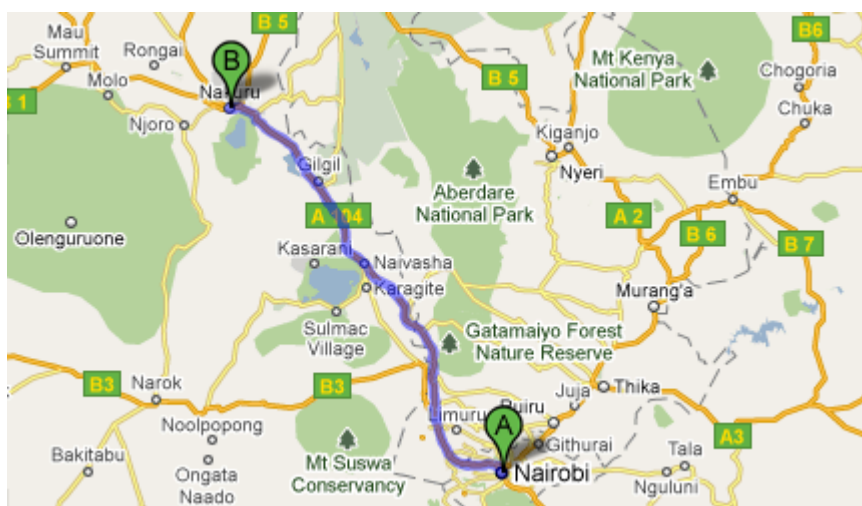 B 5
Mau
Summit
Rongai
B
B6
Mt Kenya
National Park
Molo
B 5
Chogoria
B 1
Njoro
Chuka
Kiganjo
Gilgil
Nyeri
Aberdare
National Park
Embu
A 104
A 2
Olenguruone
B 6
B 7
Kasarani
Naivasha
Karagite
Murang'a
Sulmac
Village
Gatamaiyo Forest
Nature Reserve
B3
Narok
B3
Juja
Thika
Limuru
A
Noolpopong
Githurai
A3
Bakitabu
Mt Suswa
Conservancy
Tala
Ongata
Naado
Nairobi
Nguluni